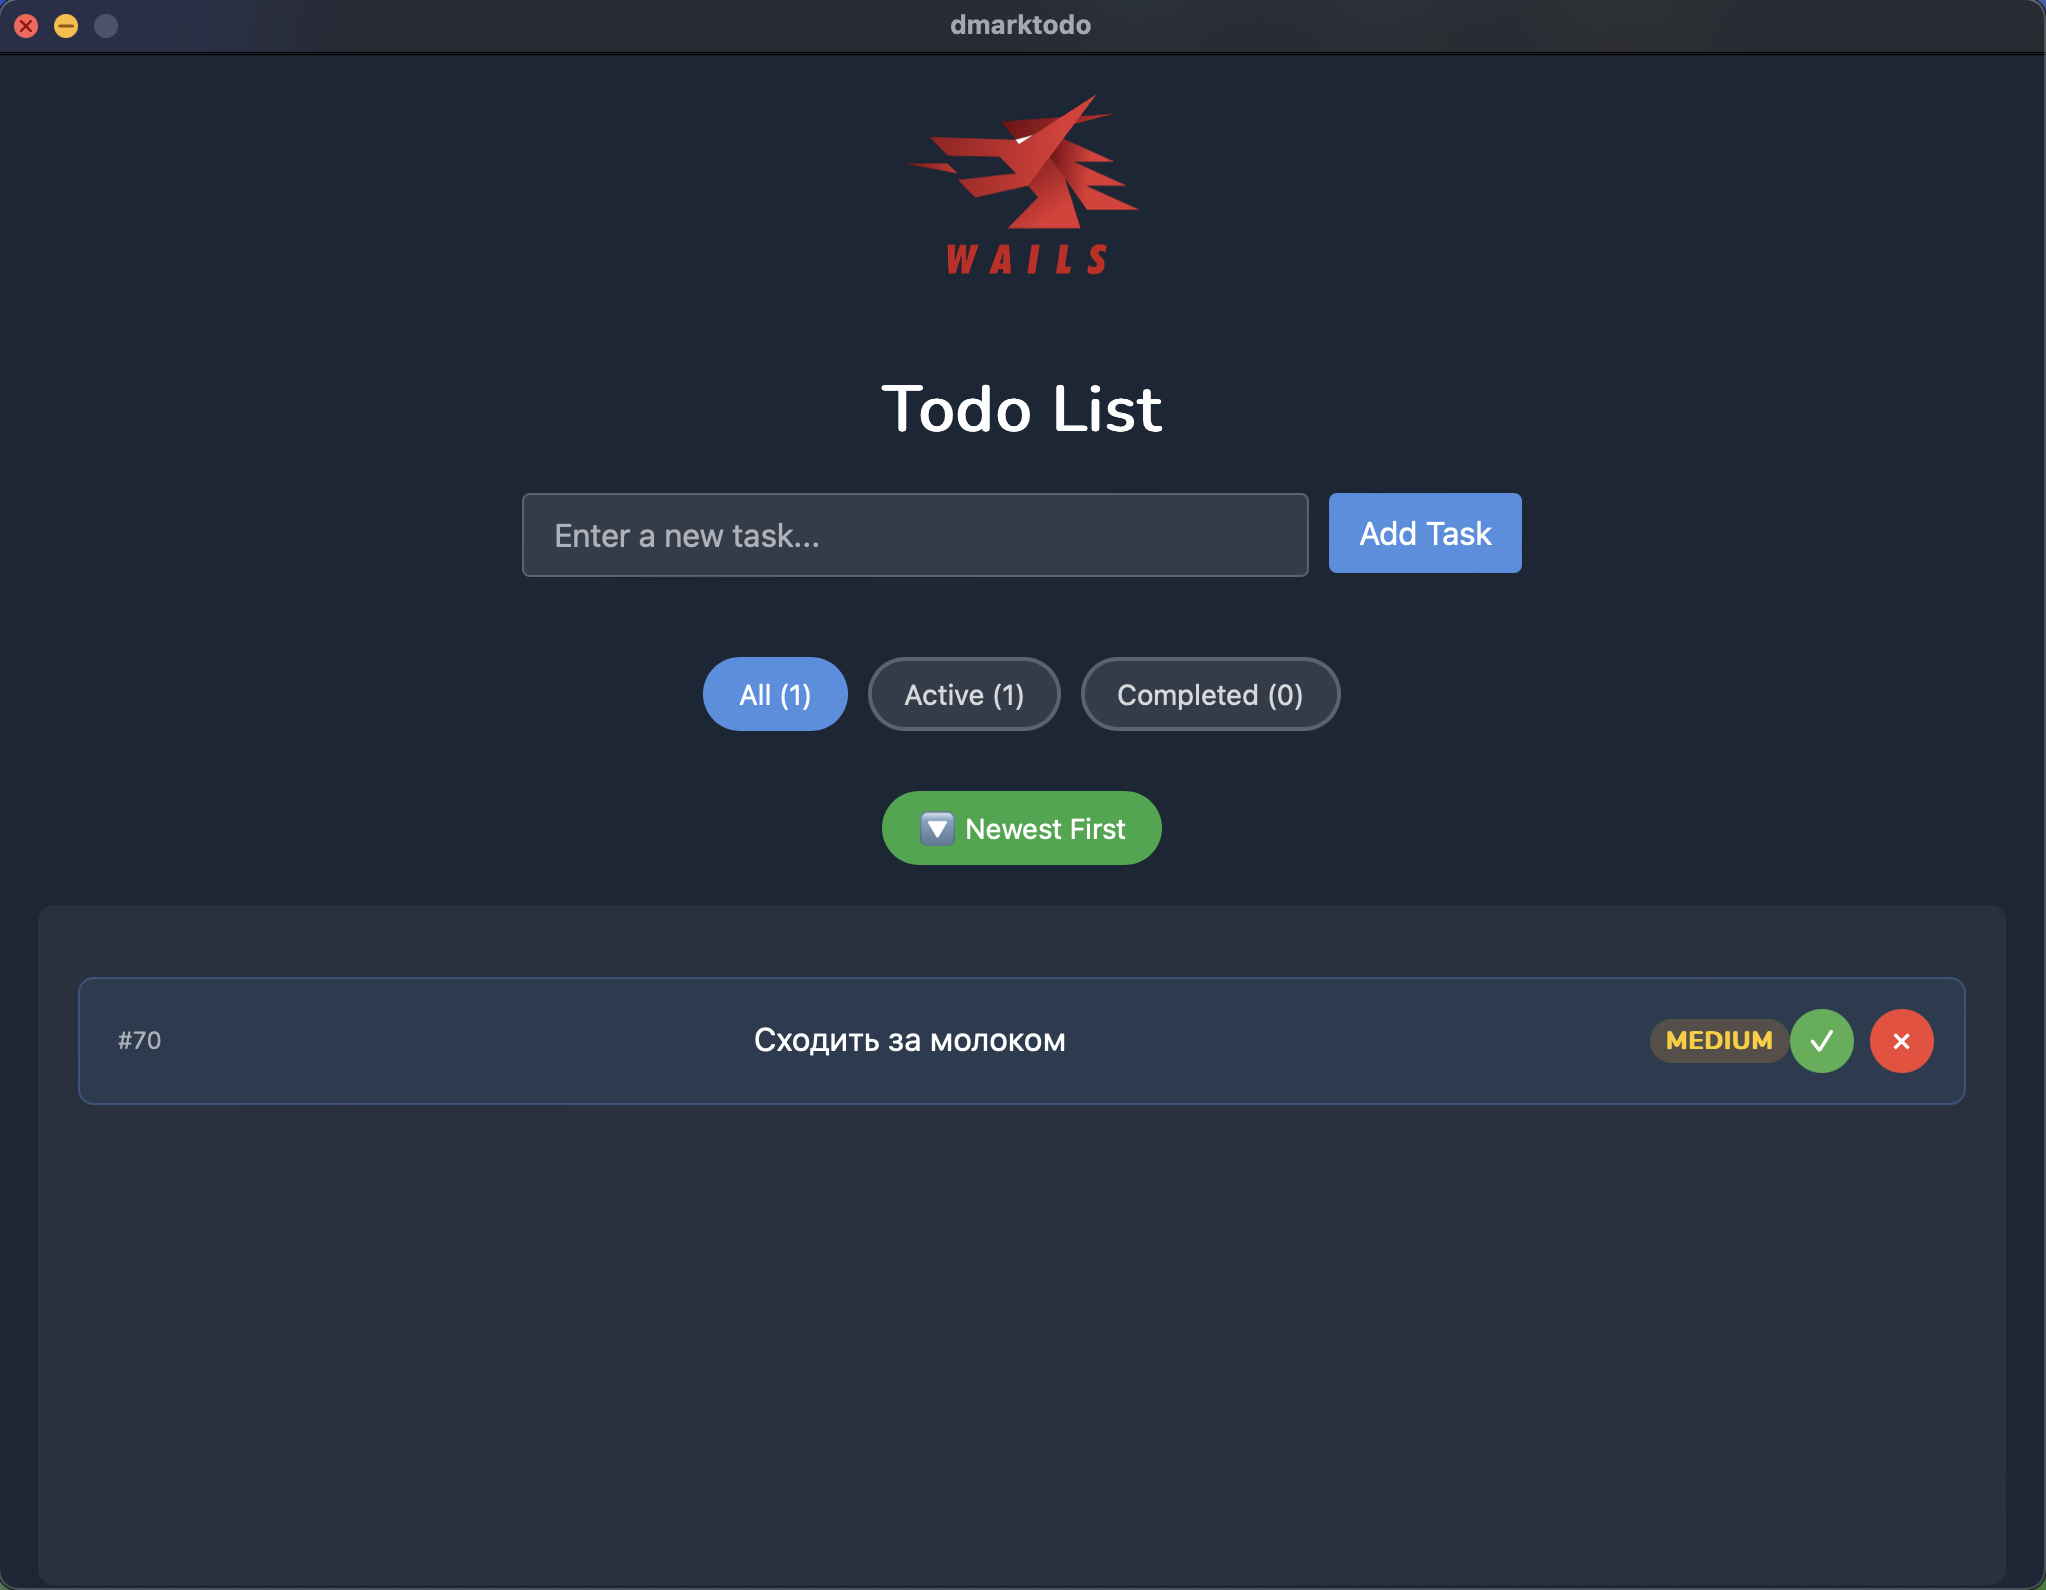 dmarktodo
WAILS
Todo List
Enter a new task...
Add Task
All (1)
Active (1)
Completed (0)
Newest First
#70
Сходить за молоком
MEDIUM